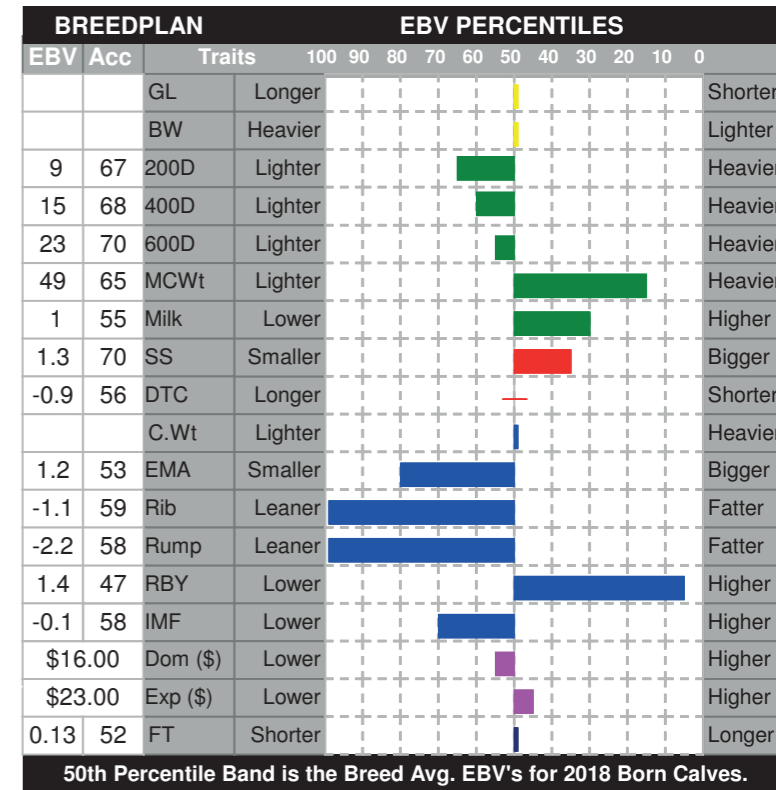 BREEDPLAN EBV PERCENTILES
EBV Acc Traits 100 90 80 70 60 50 40 30 20 10 0
GL Longer Shorter
BW Heavier Lighter
9 67 200D Lighter Heavier
15 68 400D Lighter Heavier
23 70 600D Lighter Heavier
49 65 MCWt Lighter Heavier
1 55 Milk Lower Higher
1.3 70 SS Smaller Bigger
-0.9 56 DTC Longer Shorter
C.Wt Lighter Heavier
1.2 53 EMA Smaller Bigger
-1.1 59 Rib Leaner Fatter
-2.2 58 Rump Leaner Fatter
1.4 47 RBY Lower Higher
-0.1 58 IMF Lower Higher
$16.00 Dom ($) Lower Higher
$23.00 Exp ($) Lower Higher
0.13 52 FT Shorter Longer
50th Percentile Band is the Breed Avg. EBV's for 2018 Born Calves.